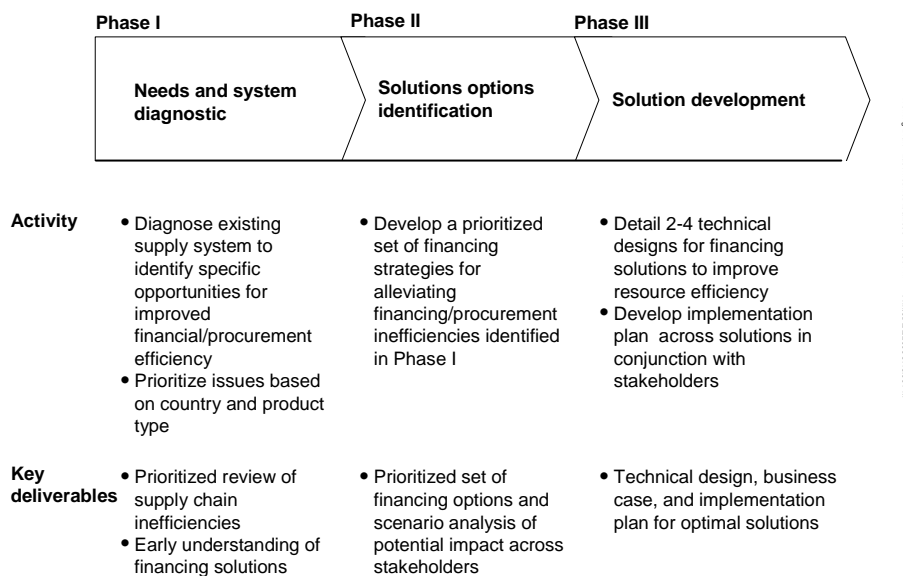 Phase I
Phase II
Phase III
Needs and system
diagnostic
Solutions options
identification
Solution development
Activity
• Diagnose existing
supply system to
identify specific
opportunities for
improved
financial/procurement
efficiency
• Prioritize issues based
on country and product
type
• Develop a prioritized
set of financing
strategies for
alleviating
financing/procurement
inefficiencies identified
in Phase I
• Detail 2-4 technical
designs for financing
solutions to improve
resource efficiency
• Develop implementation
plan across solutions in
conjunction with
stakeholders
Key
deliverables
• Prioritized review of
supply chain
inefficiencies
• Early understanding of
financing solutions
• Prioritized set of
financing options and
scenario analysis of
potential impact across
stakeholders
• Technical design, business
case, and implementation
plan for optimal solutions